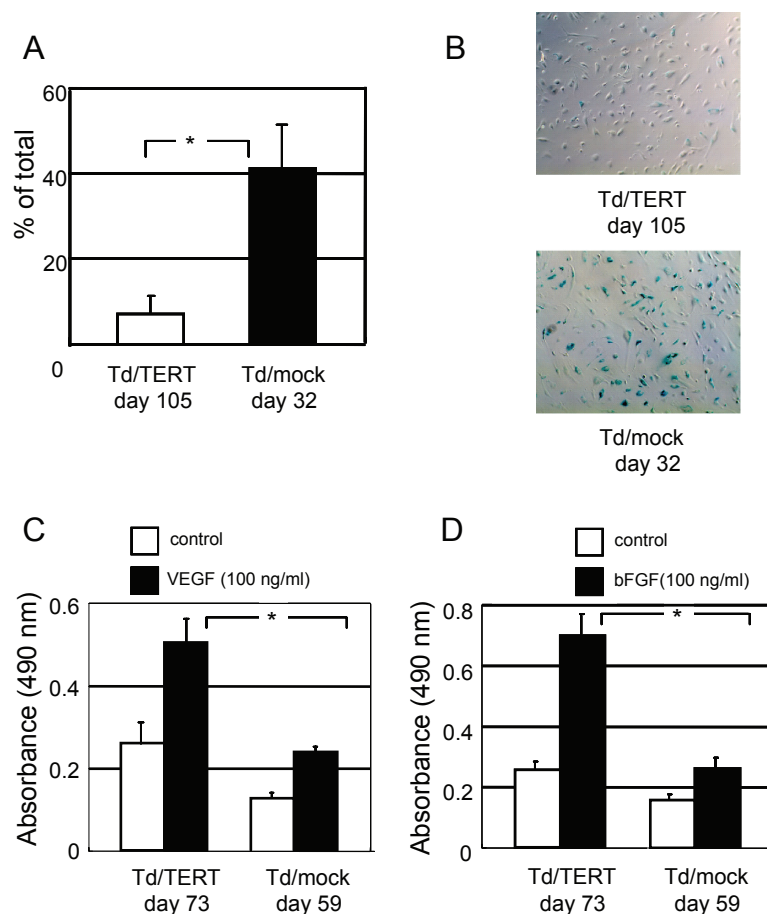 A
% of total
60
40
20
0
*
Td/TERT
day 105
Td/mock
day 32
B
Td/TERT
day 105
Td/mock
day 32
C
control
VEGF (100 ng/ml)
Absorbance (490 nm)
0.6
0.4
0.2
0
*
Td/TERT
day 73
Td/mock
day 59
D
control
bFGF(100 ng/ml)
Absorbance (490 nm)
0.8
0.6
0.4
0.2
0
*
Td/TERT
day 73
Td/mock
day 59